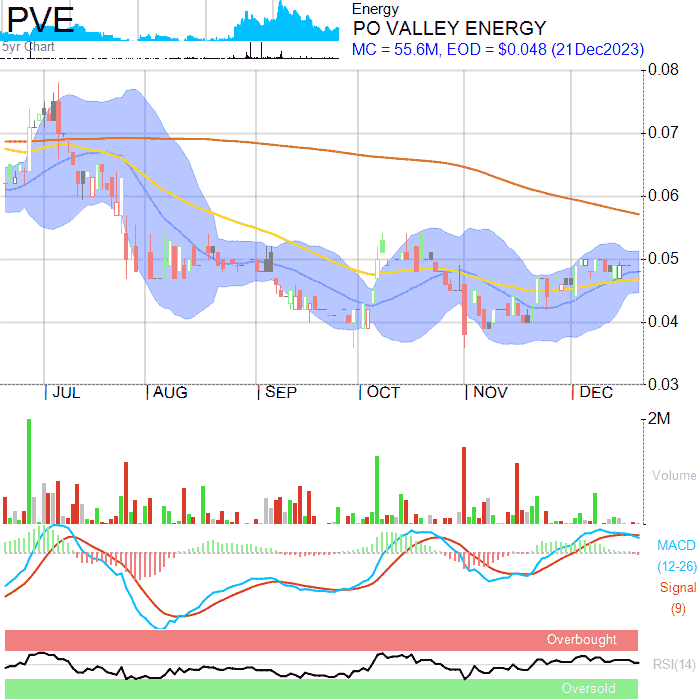 PVE
5yr Chart
Energy
PO VALLEY ENERGY
MC = 55.6M, EOD = $0.048 (21Dec2023)
0.08
0.07
0.06
0.05
0.04
0.03
JUL AUG SEP OCT NOV DEC
2M
Volume
MACD
(12-26)
Signal
(9)
Overbought
RSI(14)
Oversold